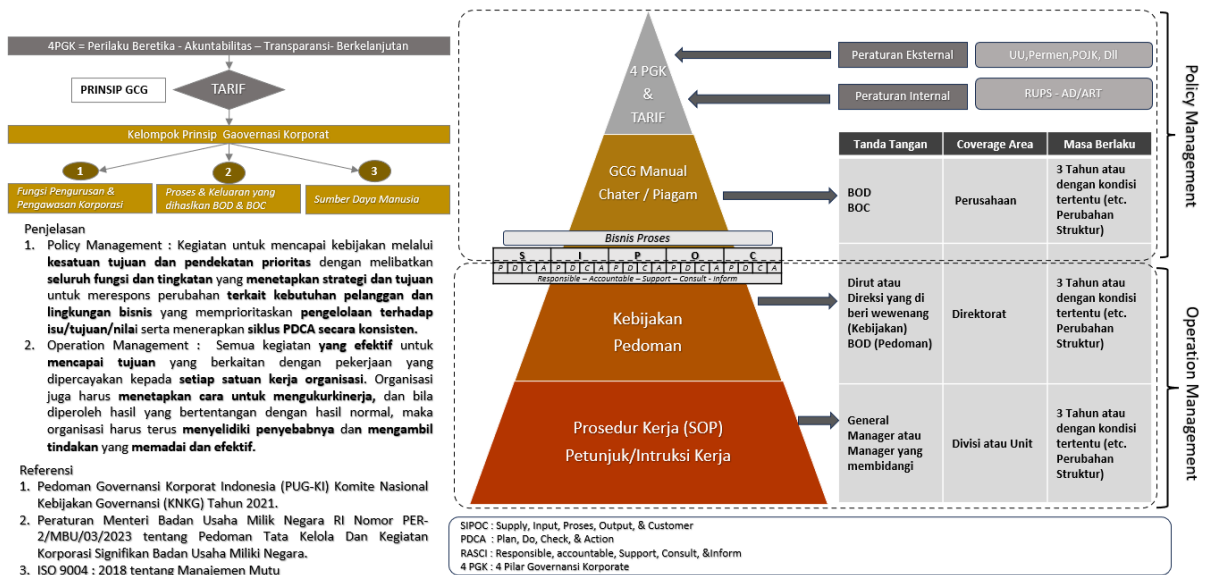 4PGK = Perilaku Beretika - Akuntabilitas – Transparansi- Berkelanjutan
PRINSIP GCG
TARIF
Kelompok Prinsip Gaovernasi Korporat
1
2
3
Fungsi Pengurusan &
Pengawasan Korporasi
Proses & Keluaran yang
dihaslkan BOD & BOC
Sumber Daya Manusia
Penjelasan
1. Policy Management : Kegiatan untuk mencapai kebijakan melalui
kesatuan tujuan dan pendekatan prioritas dengan melibatkan
seluruh fungsi dan tingkatan yang menetapkan strategi dan tujuan
untuk merespons perubahan terkait kebutuhan pelanggan dan
lingkungan bisnis yang memprioritaskan pengelolaan terhadap
isu/tujuan/nilai serta menerapkan siklus PDCA secara konsisten.
2. Operation Management : Semua kegiatan yang efektif untuk
mencapai tujuan yang berkaitan dengan pekerjaan yang
dipercayakan kepada setiap satuan kerja organisasi. Organisasi
juga harus menetapkan cara untuk mengukurkinerja, dan bila
diperoleh hasil yang bertentangan dengan hasil normal, maka
organisasi harus terus menyelidiki penyebabnya dan mengambil
tindakan yang memadai dan efektif.
Referensi
1. Pedoman Governansi Korporat Indonesia (PUG-KI) Komite Nasional
Kebijakan Governansi (KNKG) Tahun 2021.
2. Peraturan Menteri Badan Usaha Milik Negara RI Nomor PER-
2/MBU/03/2023 tentang Pedoman Tata Kelola Dan Kegiatan
Korporasi Signifikan Badan Usaha Miliki Negara.
3. ISO 9004 : 2018 tentang Manajemen Mutu
4 PGK
&
TARIF
GCG Manual
Chater / Piagam
Bisnis Proses
S I P O C
P D C A P D C A P D C A P D C A P D C A
Responsible – Accountable – Support – Consult - Inform
Kebijakan
Pedoman
Prosedur Kerja (SOP)
Petunjuk/Intruksi Kerja
Peraturan Eksternal
UU,Permen,POJK, Dll
Peraturan Internal
RUPS - AD/ART
Tanda Tangan Coverage Area Masa Berlaku
BOD
BOC
Perusahaan
3 Tahun atau
dengan kondisi
tertentu (etc.
Perubahan
Struktur)
Dirut atau
Direksi yang di
beri wewenang
(Kebijakan)
BOD (Pedoman)
Direktorat
3 Tahun atau
dengan kondisi
tertentu (etc.
Perubahan
Struktur)
General
Manager atau
Manager yang
membidangi
Divisi atau Unit
3 Tahun atau
dengan kondisi
tertentu (etc.
Perubahan
Struktur)
Policy Management
Operation Management
SIPOC : Supply, Input, Proses, Output, & Customer
PDCA : Plan, Do, Check, & Action
RASCI : Responsible, accountable, Support, Consult, &Inform
4 PGK : 4 Pilar Governansi Korporate